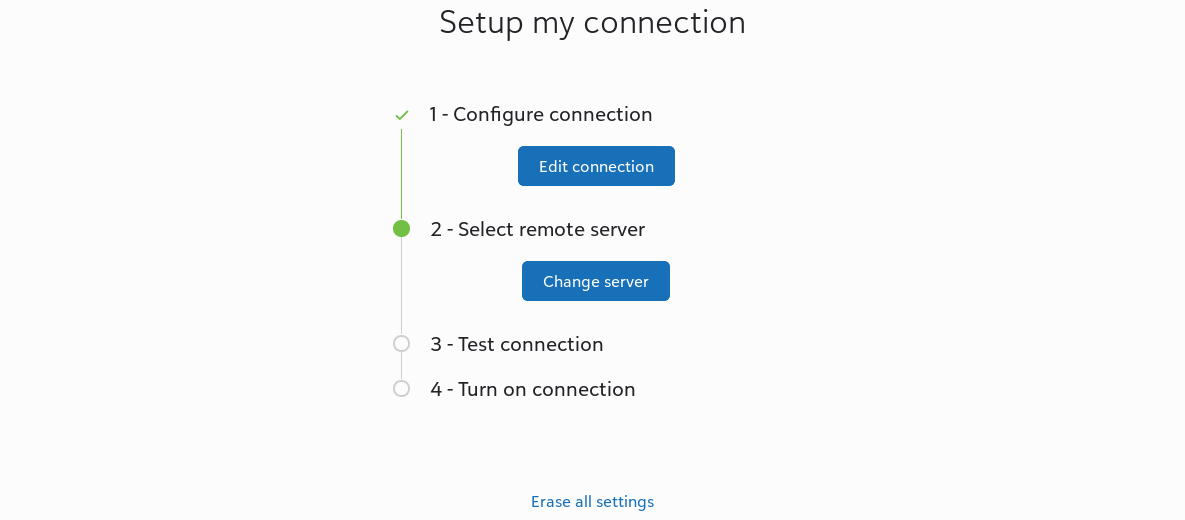 Setup my connection
1 - Configure connection
Edit connection
2 - Select remote server
Change server
3 - Test connection
4 - Turn on connection
Erase all settings